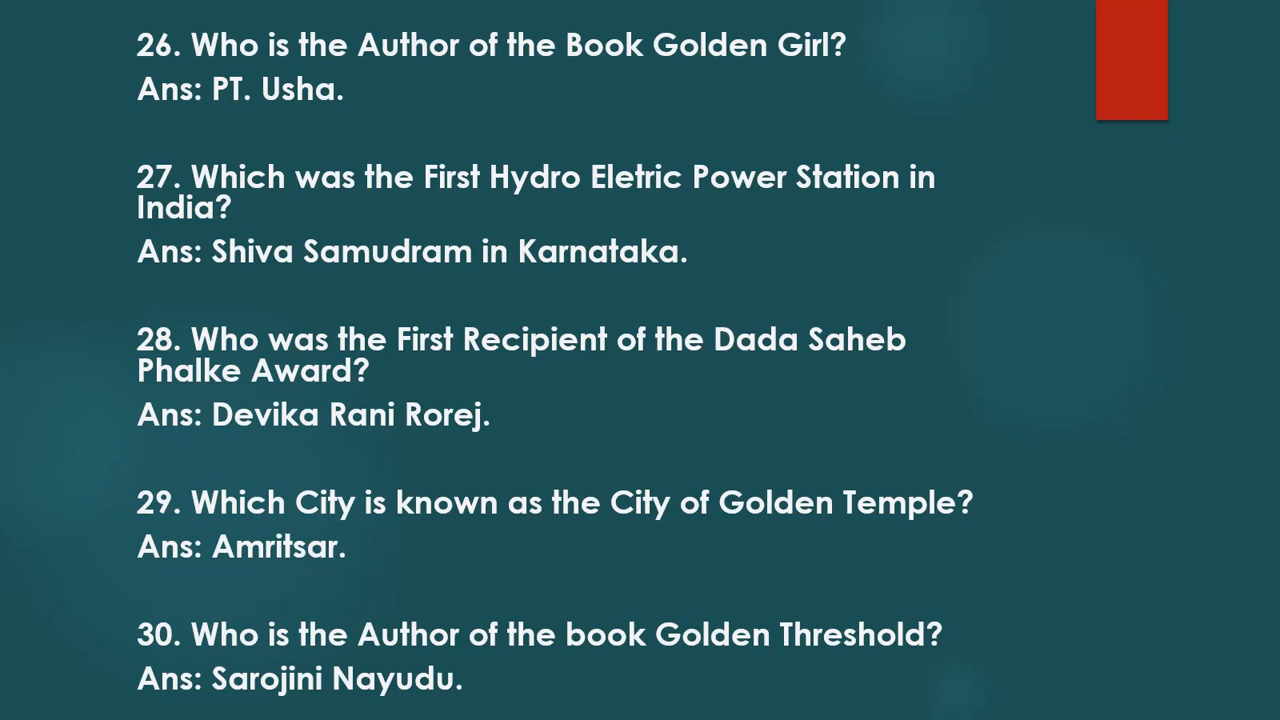 26. Who is the Author of the Book Golden Girl?
Ans: PT. Usha.
27. Which was the First Hydro Eletric Power Station in
India?
Ans: Shiva Samudram in Karnataka.
28. Who was the First Recipient of the Dada Saheb
Phalke Award?
Ans: Devika Rani Rorej.
29. Which City is known as the City of Golden Temple?
Ans: Amritsar.
30. Who is the Author of the book Golden Threshold?
Ans: Sarojini Nayudu.